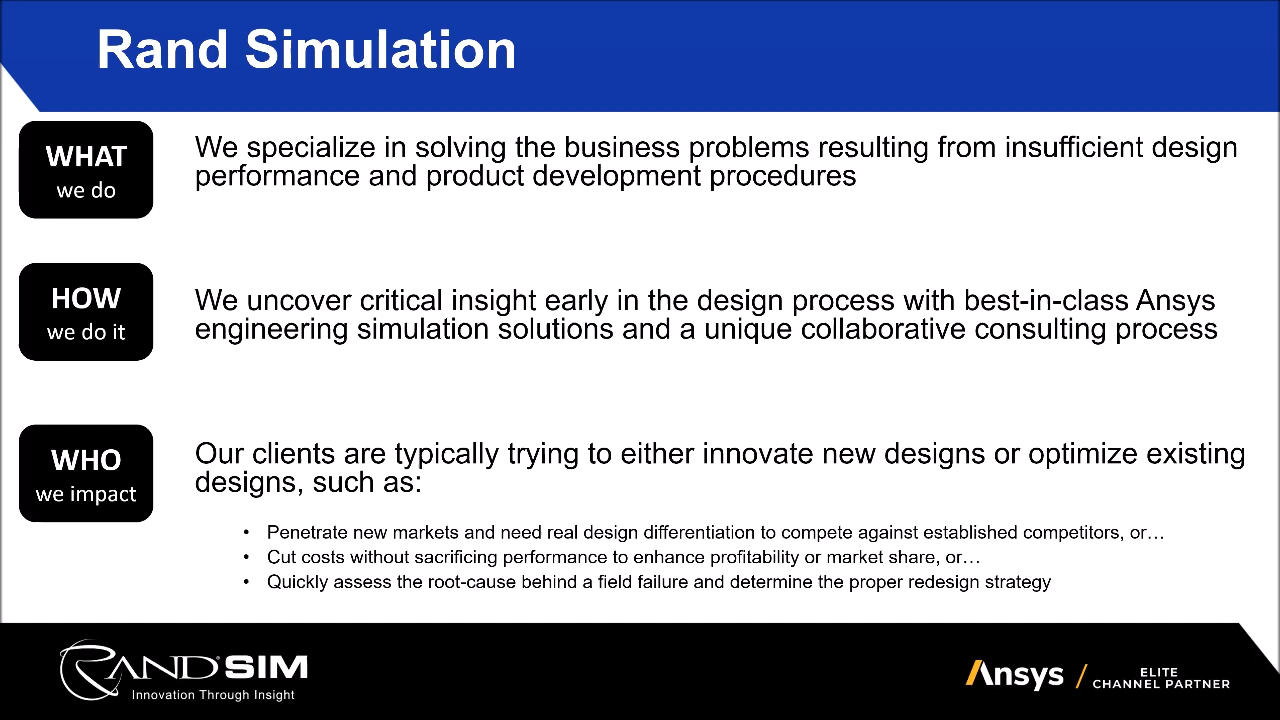 Rand Simulation
WHAT
we do
We specialize in solving the business problems resulting from insufficient design
performance and product development procedures
HOW
we do it
We uncover critical insight early in the design process with best-in-class Ansys
engineering simulation solutions and a unique collaborative consulting process
WHO
we impact
Our clients are typically trying to either innovate new designs or optimize existing
designs, such as:
• Penetrate new markets and need real design differentiation to compete against established competitors, or…
• Cut costs without sacrificing performance to enhance profitability or market share, or…
• Quickly assess the root-cause behind a field failure and determine the proper redesign strategy
RAND® SIM
Innovation Through Insight
Ansys / ELITE
CHANNEL PARTNER